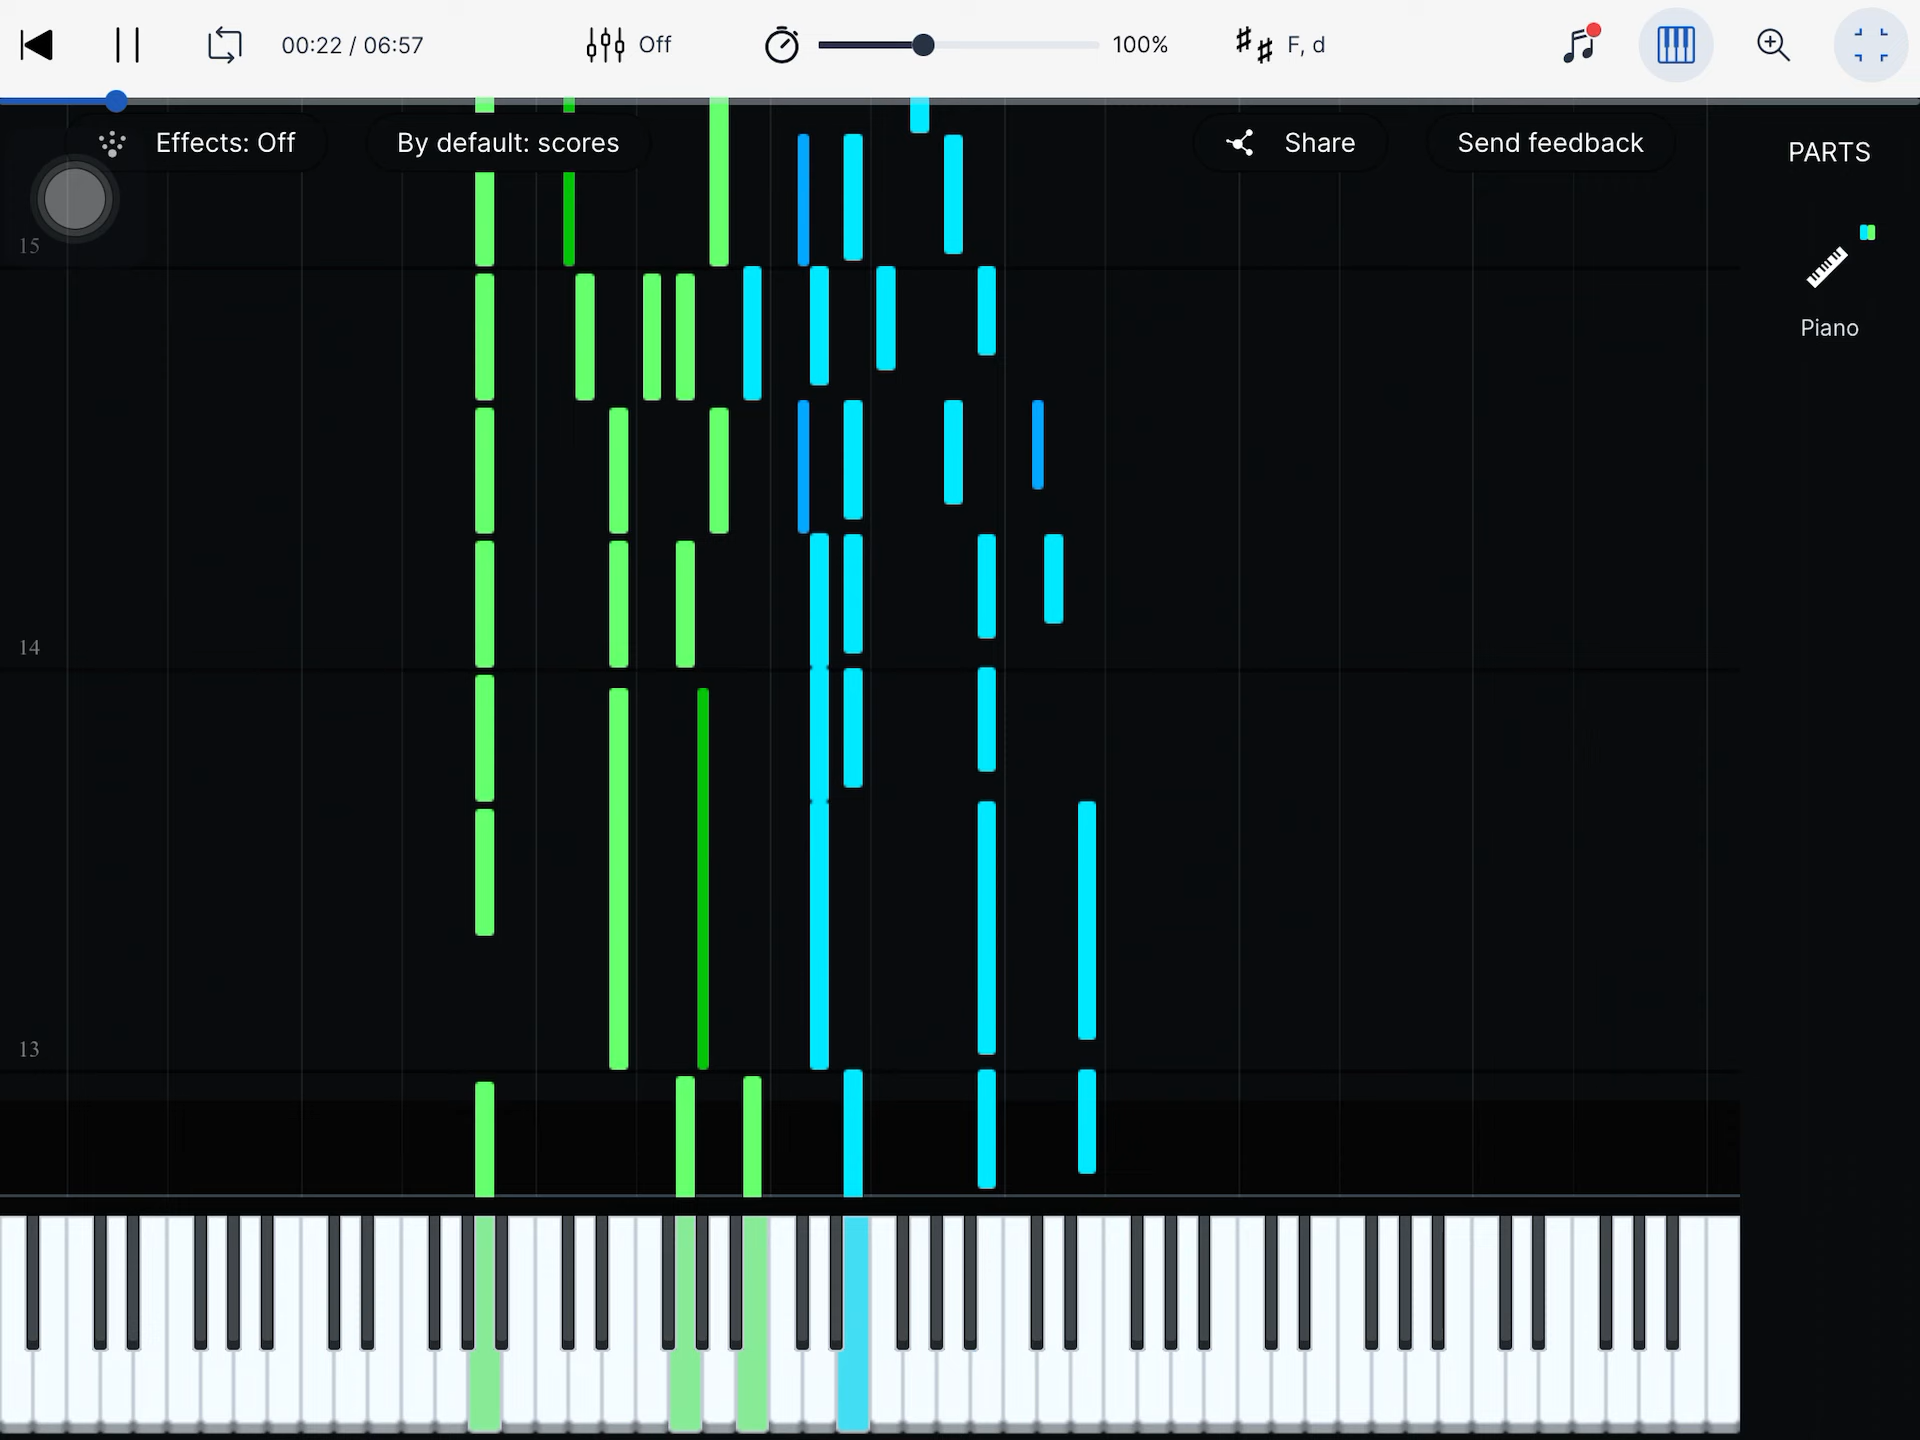 00:22 / 06:57
Off
100%
F, d
Effects: Off
By default: scores
Share
Send feedback
PARTS
Piano
15
14
13